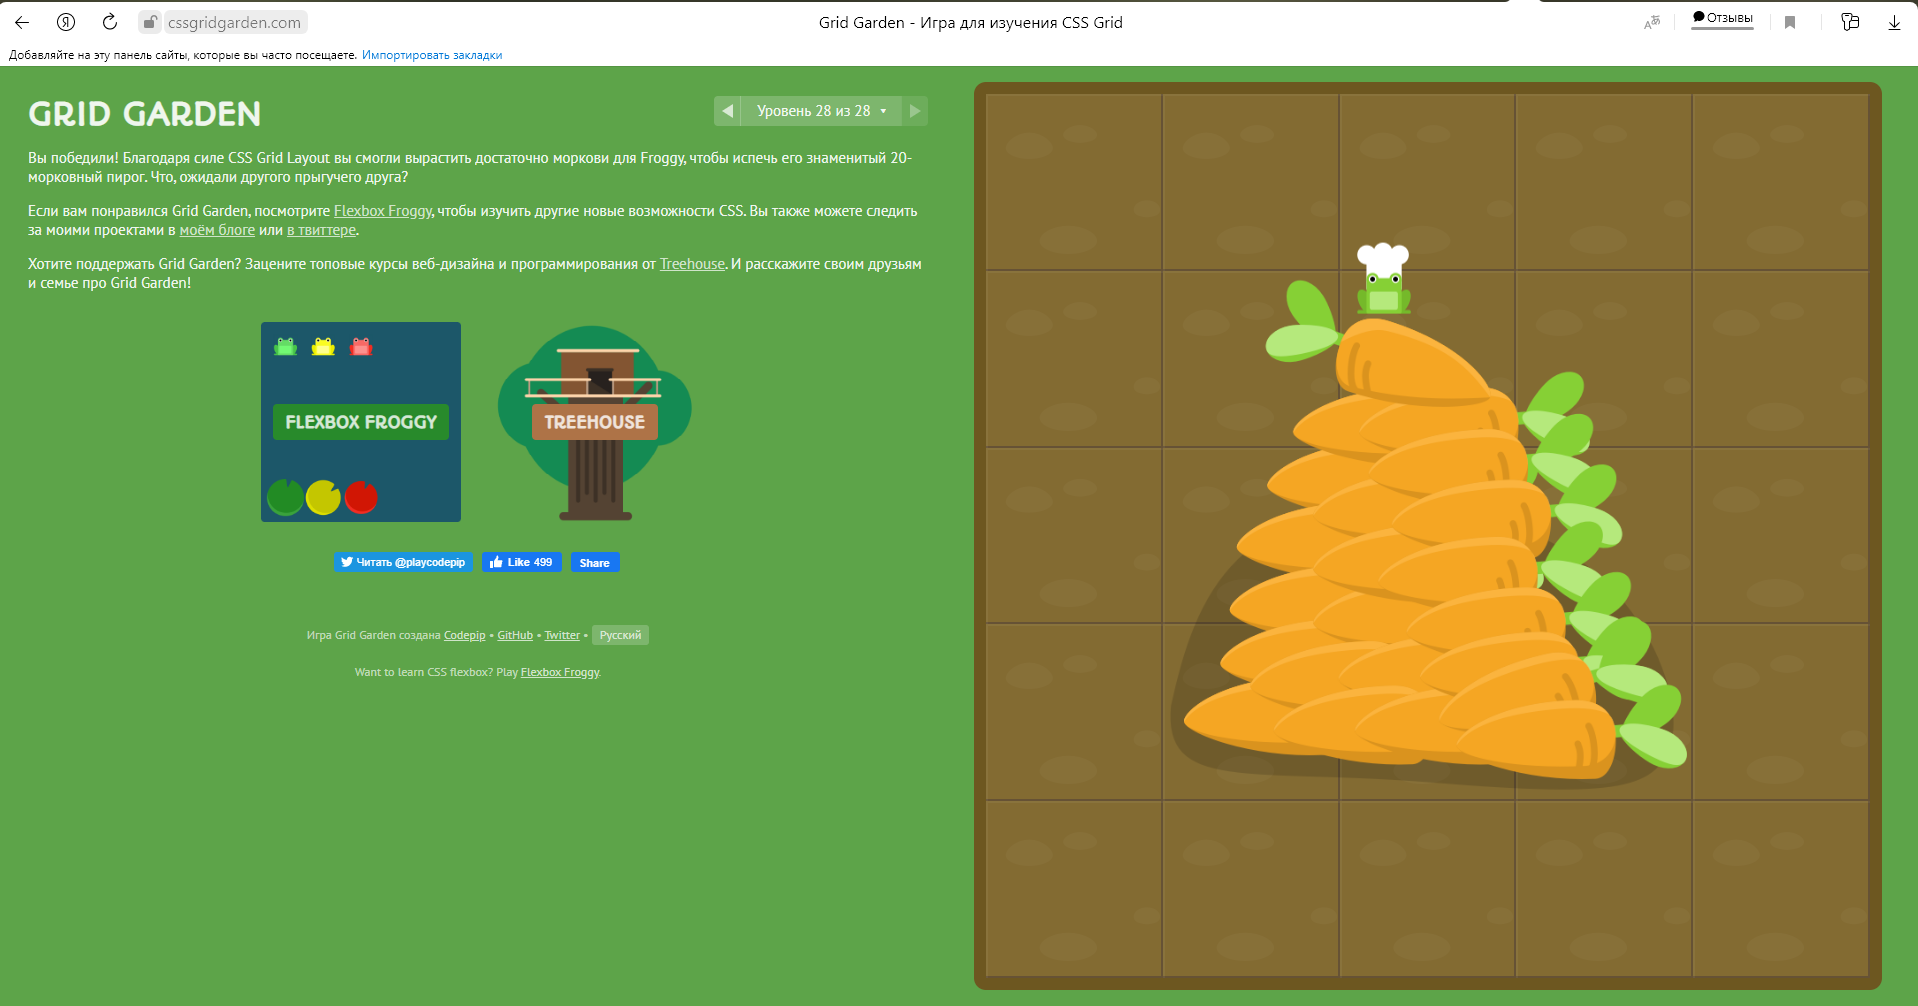 cssgridgarden.com
Grid Garden - Игра для изучения CSS Grid
Отзывы
Добавляйте на эту панель сайты, которые вы часто посещаете. Импортировать закладки
GRID GARDEN
Уровень 28 из 28
Вы победили! Благодаря силе CSS Grid Layout вы смогли вырастить достаточно моркови для Froggy, чтобы испечь его знаменитый 20-
морковный пирог. Что, ожидали другого прыгучего друга?
Если вам понравился Grid Garden, посмотрите Flexbox Froggy, чтобы изучить другие новые возможности CSS. Вы также можете следить
за моими проектами в моём блоге или в твиттере.
Хотите поддержать Grid Garden? Зацените топовые курсы веб-дизайна и программирования от Treehouse. И расскажите своим друзьям
и семье про Grid Garden!
FLEXBOX FROGGY
TREEHOUSE
Читать @playcodepip
Like 499
Share
Игра Grid Garden создана Codepip • GitHub • Twitter • Русский
Want to learn CSS flexbox? Play Flexbox Froggy.